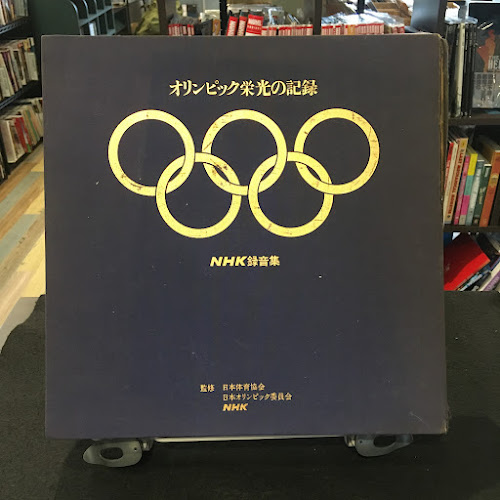 オリンピック栄光の記録
NHK録音集
監修 日本体育協会
日本オリンピック委員会
NHK